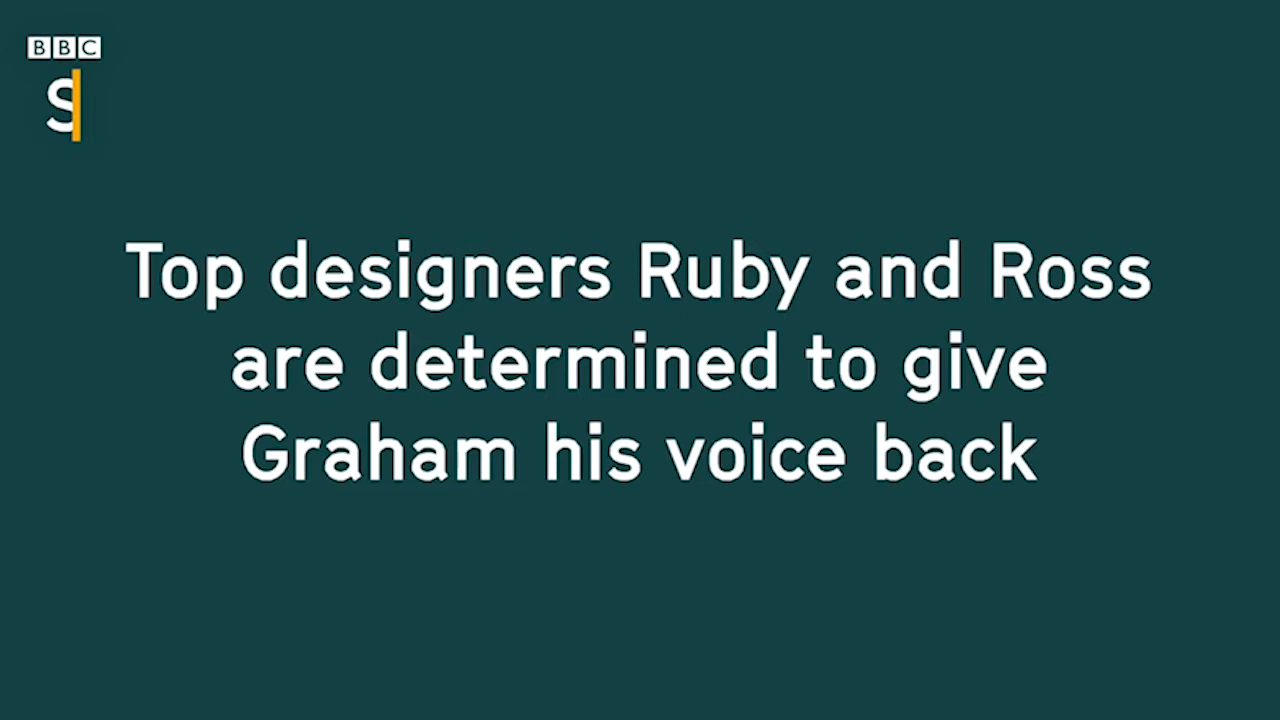 BBC
S
Top designers Ruby and Ross
are determined to give
Graham his voice back